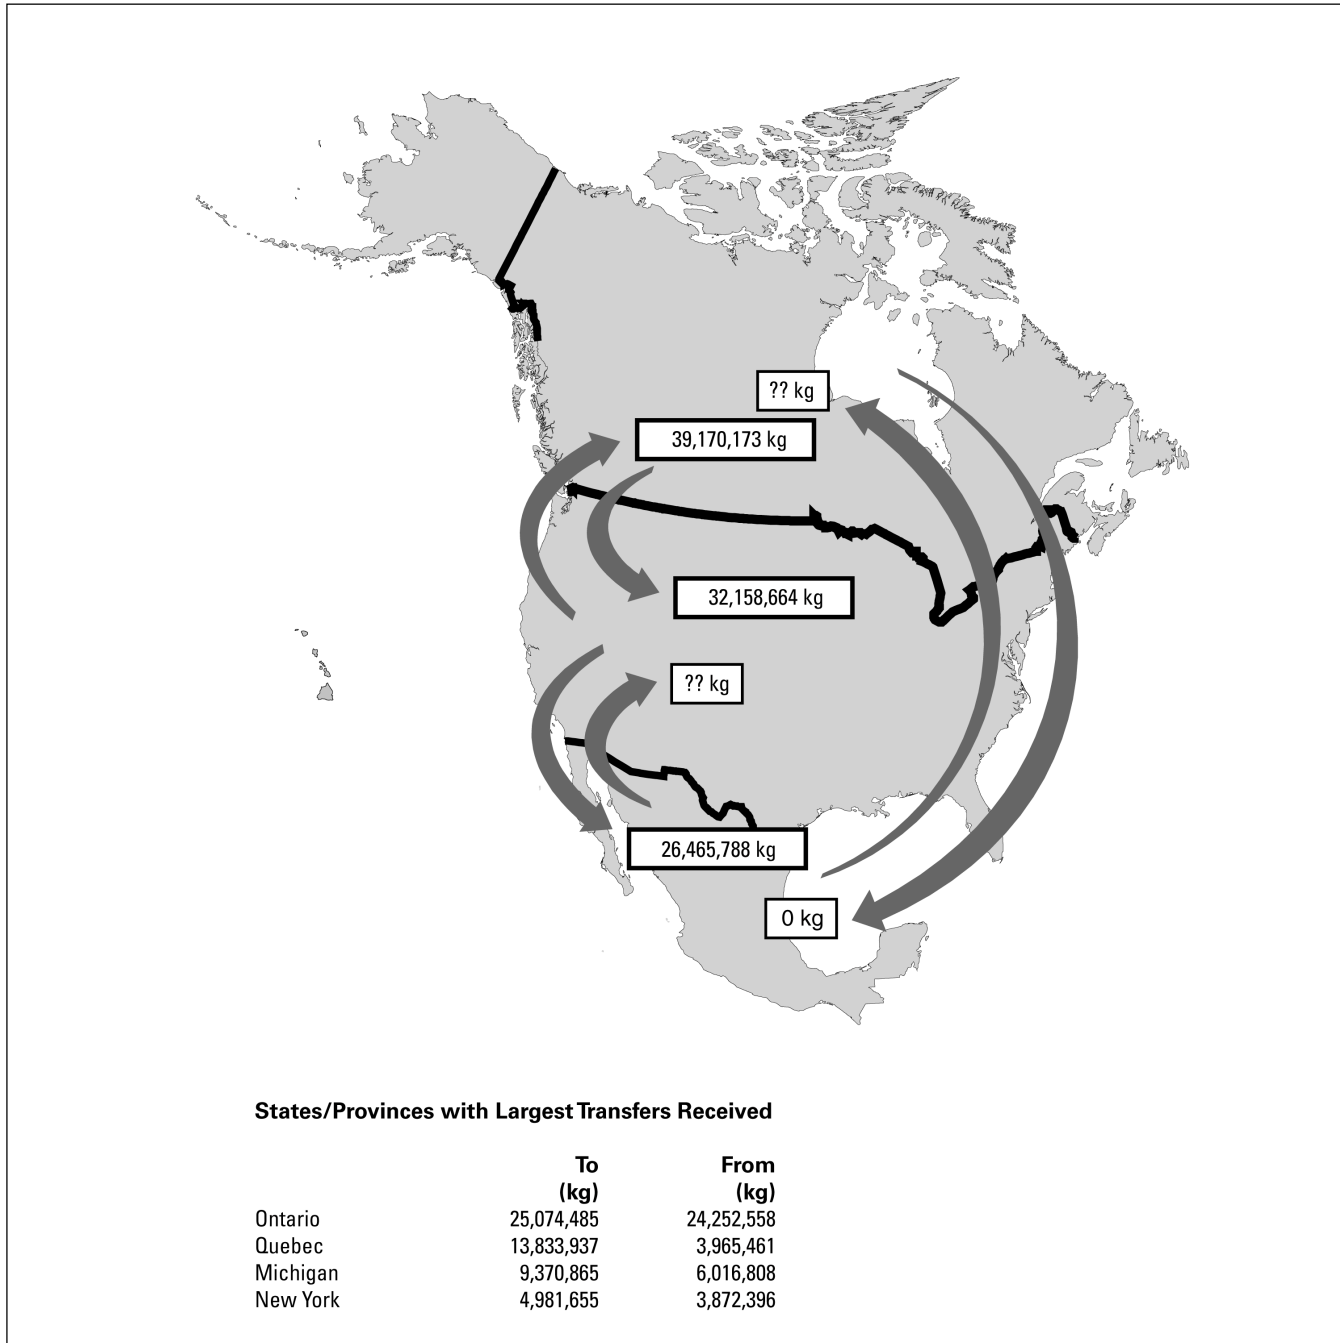 ?? kg
39,170,173 kg
32,158,664 kg
?? kg
26,465,788 kg
0 kg
States/Provinces with Largest Transfers Received
To From
(kg) (kg)
Ontario 25,074,485 24,252,558
Quebec 13,833,937 3,965,461
Michigan 9,370,865 6,016,808
New York 4,981,655 3,872,396